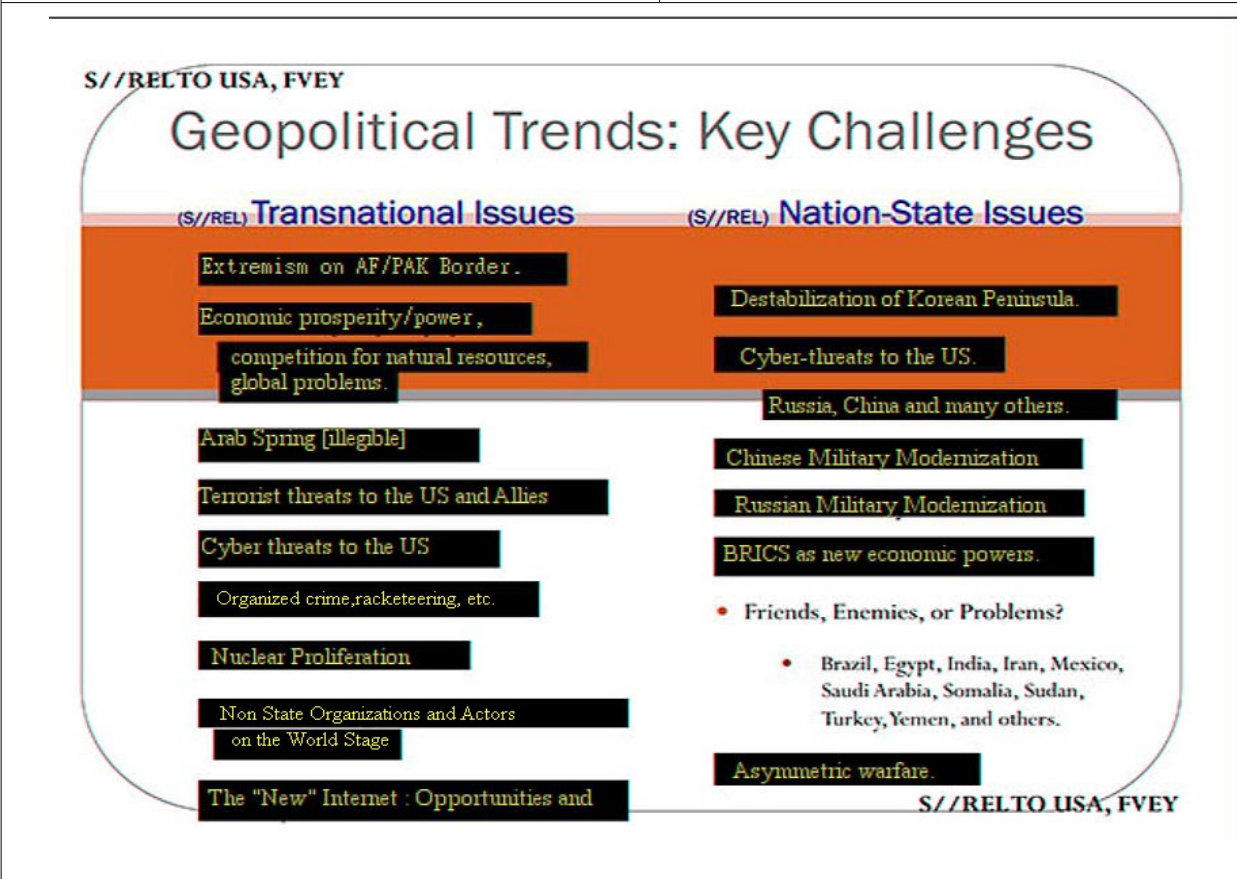 S//REL TO USA, FVEY
Geopolitical Trends: Key Challenges
(S//REL) Transnational Issues
Extremism on AF/PAK Border.
Economic prosperity/power,
competition for natural resources,
global problems.
Arab Spring [illegible]
Terrorist threats to the US and Allies
Cyber threats to the US
Organized crime,racketeering, etc.
Nuclear Proliferation
Non State Organizations and Actors
on the World Stage
The "New" Internet : Opportunities and
(S//REL) Nation-State Issues
Destabilization of Korean Peninsula.
Cyber-threats to the US.
Russia, China and many others.
Chinese Military Modernization
Russian Military Modernization
BRICS as new economic powers.
• Friends, Enemies, or Problems?
• Brazil, Egypt, India, Iran, Mexico,
Saudi Arabia, Somalia, Sudan,
Turkey, Yemen, and others.
Asymmetric warfare.
S//REL TO USA, FVEY